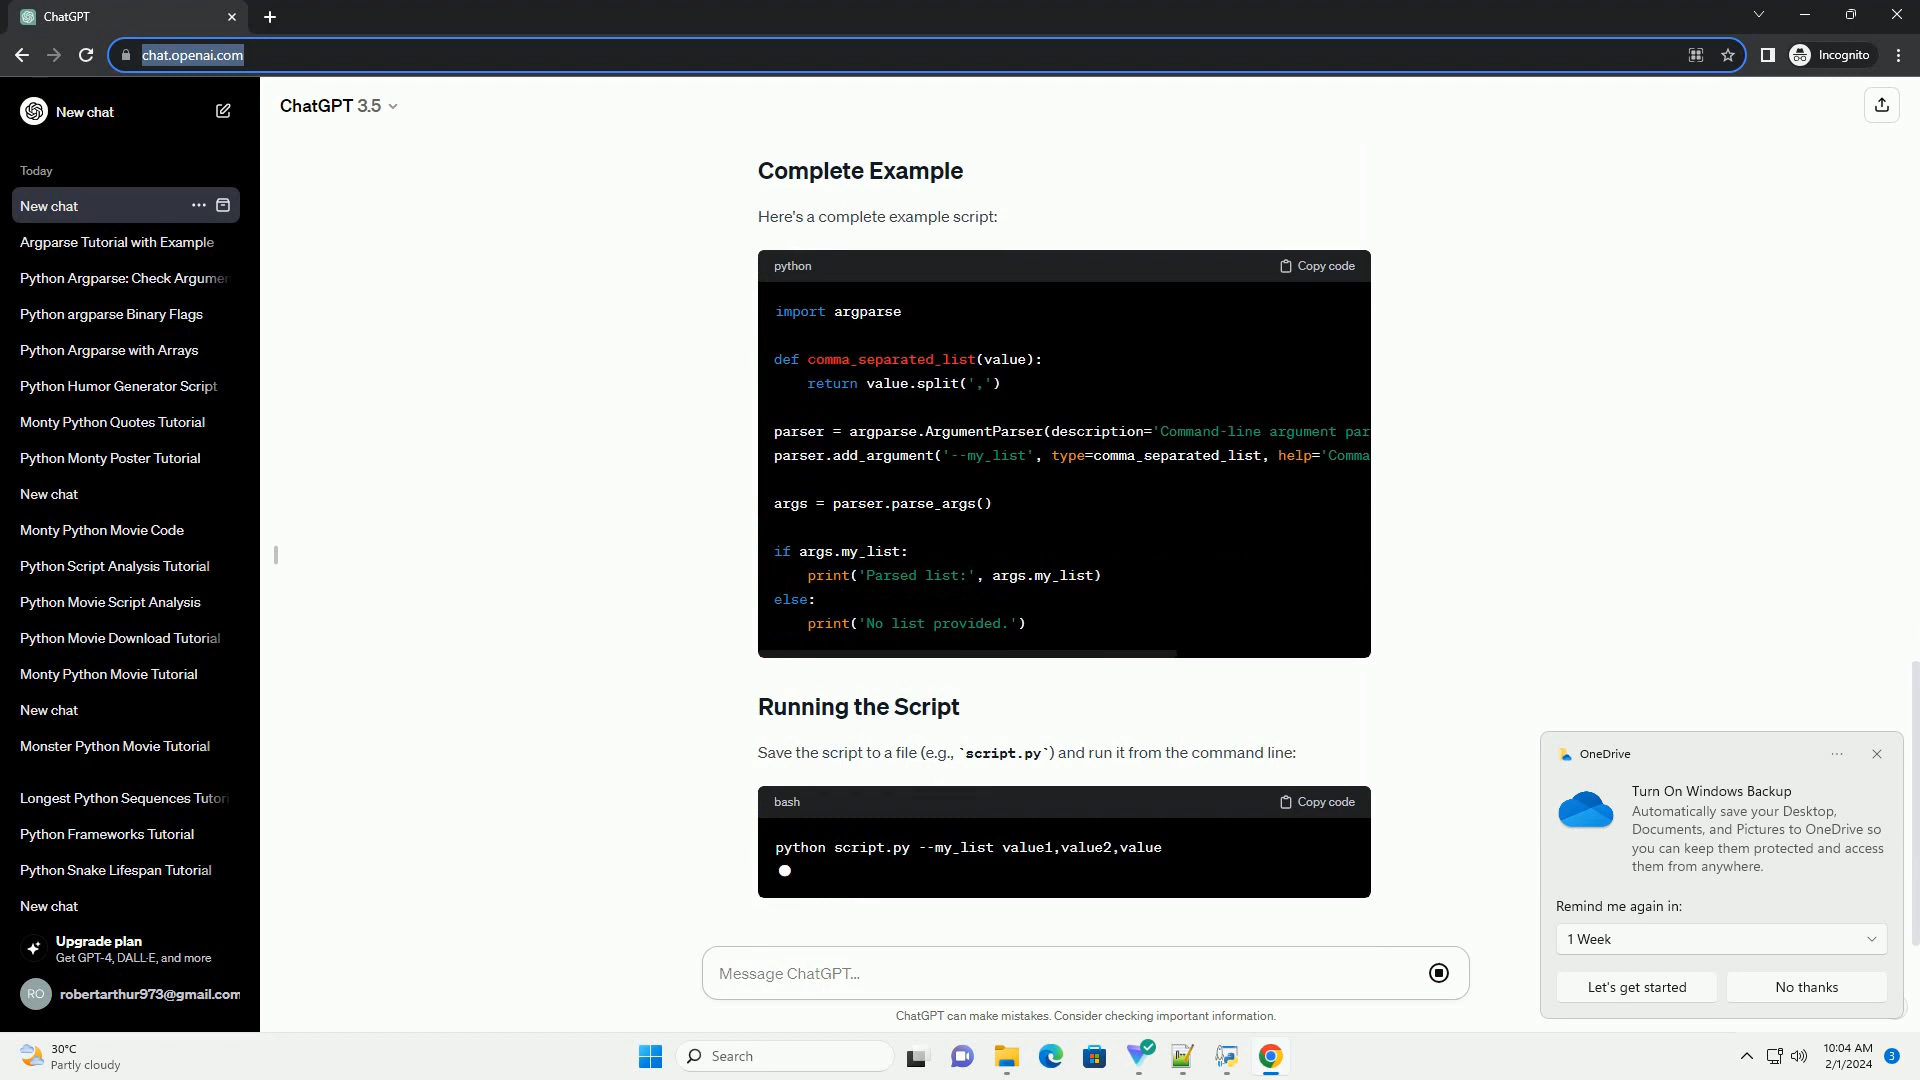 ChatGPT
chat.openai.com
Incognito
New chat
ChatGPT 3.5
Today
New chat
Argparse Tutorial with Example
Python Argparse: Check Argumen
Python argparse Binary Flags
Python Argparse with Arrays
Python Humor Generator Script
Monty Python Quotes Tutorial
Python Monty Poster Tutorial
New chat
Monty Python Movie Code
Python Script Analysis Tutorial
Python Movie Script Analysis
Python Movie Download Tutorial
Monty Python Movie Tutorial
New chat
Monster Python Movie Tutorial
Longest Python Sequences Tutori
Python Frameworks Tutorial
Python Snake Lifespan Tutorial
New chat
Upgrade plan
Get GPT-4, DALL·E, and more
RO
robertarthur973@gmail.com
Complete Example
Here's a complete example script:
python
Copy code
import argparse
def comma_separated_list(value):
    return value.split(',')
parser = argparse.ArgumentParser(description='Command-line argument par
parser.add_argument('--my_list', type=comma_separated_list, help='Comma
args = parser.parse_args()
if args.my_list:
    print('Parsed list:', args.my_list)
else:
    print('No list provided.')
Running the Script
Save the script to a file (e.g., `script.py`) and run it from the command line:
bash
Copy code
python script.py --my_list value1,value2,value
Message ChatGPT...
ChatGPT can make mistakes. Consider checking important information.
OneDrive
Turn On Windows Backup
Automatically save your Desktop,
Documents, and Pictures to OneDrive so
you can keep them protected and access
them from anywhere.
Remind me again in:
1 Week
Let's get started
No thanks
30°C
Partly cloudy
Search
10:04 AM
2/1/2024
3